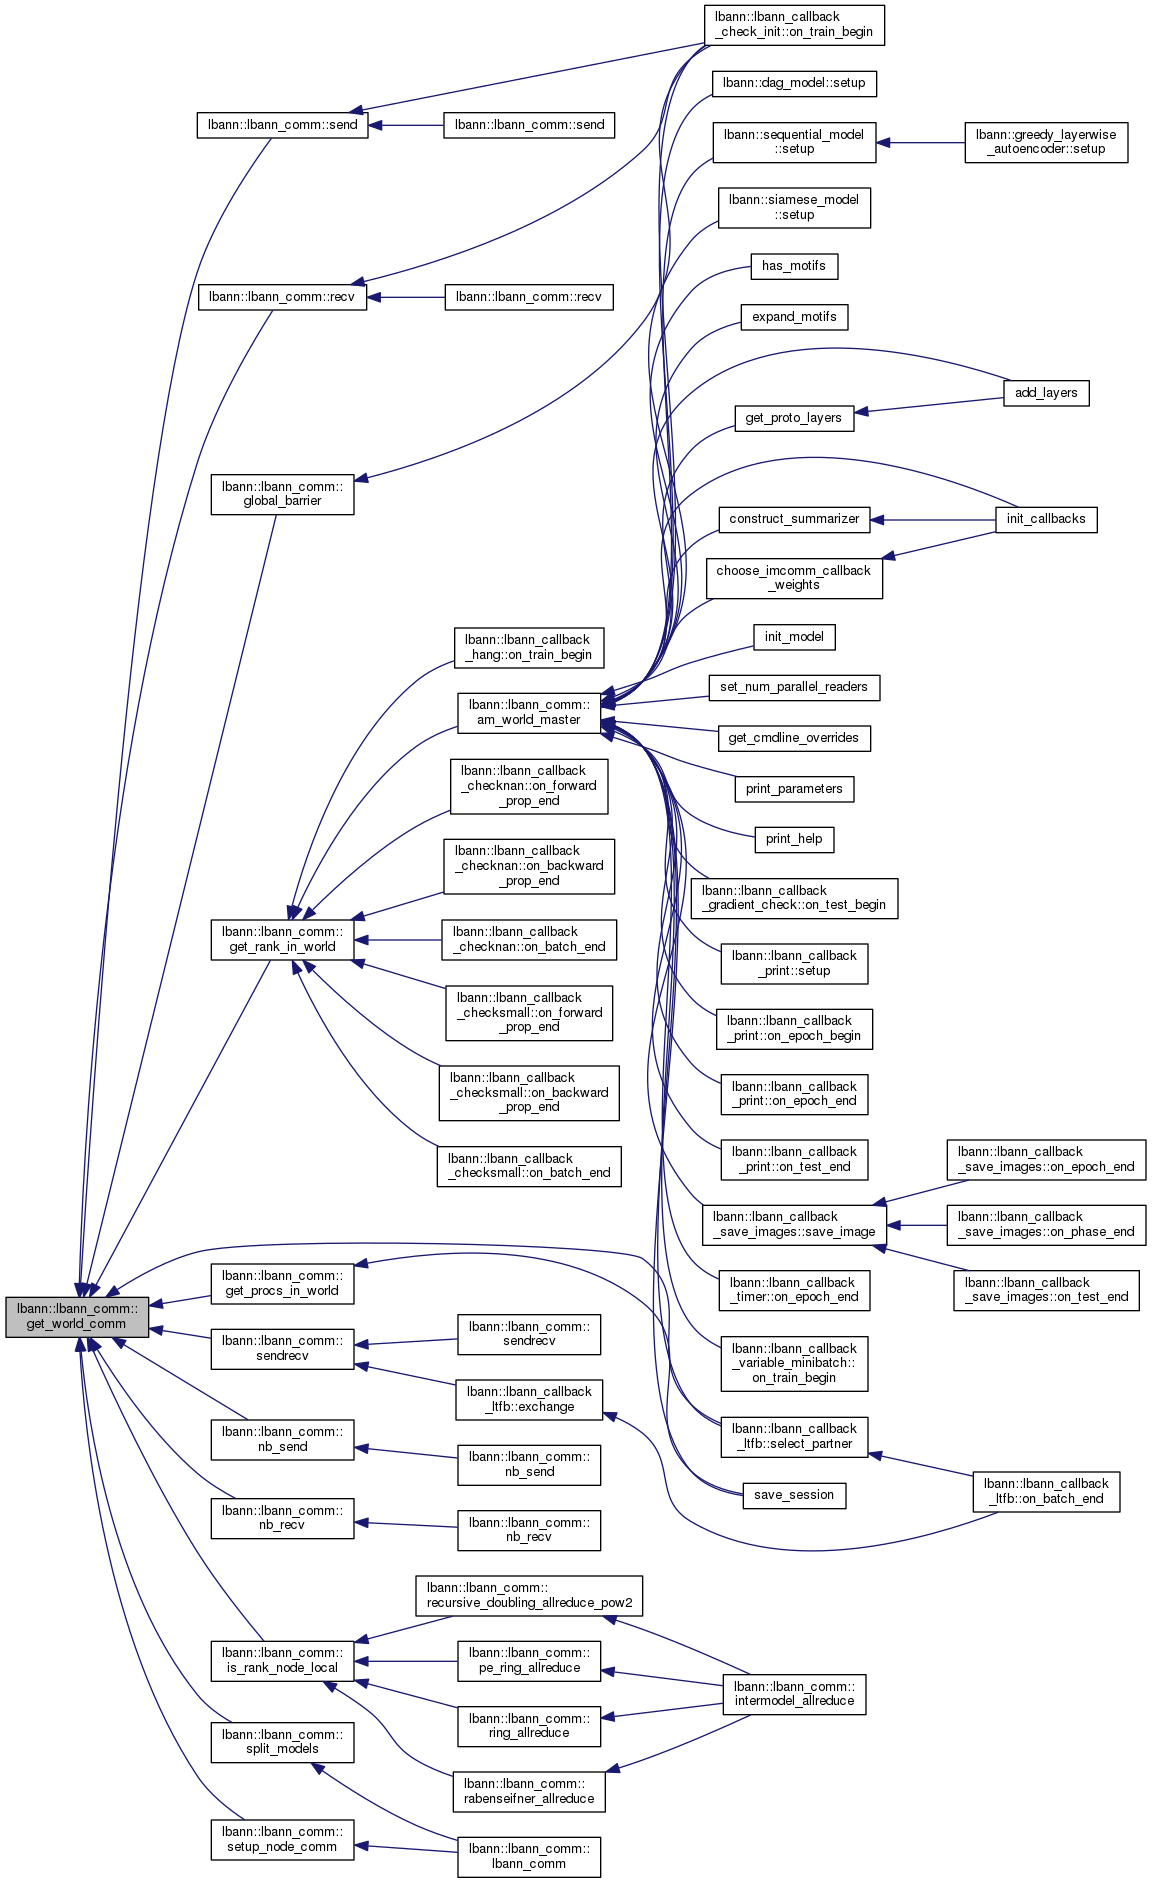 lbann::lbann_callback
_check_init::on_train_begin
lbann::dag_model::setup
lbann::lbann_comm::send
lbann::lbann_comm::send
lbann::sequential_model
::setup
lbann::greedy_layerwise
_autoencoder::setup
lbann::siamese_model
::setup
has_motifs
lbann::lbann_comm::recv
lbann::lbann_comm::recv
expand_motifs
add_layers
get_proto_layers
lbann::lbann_comm::
global_barrier
construct_summarizer
init_callbacks
choose_imcomm_callback
_weights
lbann::lbann_callback
_hang::on_train_begin
init_model
set_num_parallel_readers
lbann::lbann_comm::
am_world_master
get_cmdline_overrides
lbann::lbann_callback
_checknan::on_forward
_prop_end
print_parameters
print_help
lbann::lbann_callback
_checknan::on_backward
_prop_end
lbann::lbann_callback
_gradient_check::on_test_begin
lbann::lbann_comm::
get_rank_in_world
lbann::lbann_callback
_checknan::on_batch_end
lbann::lbann_callback
_print::setup
lbann::lbann_callback
_checksmall::on_forward
_prop_end
lbann::lbann_callback
_print::on_epoch_begin
lbann::lbann_callback
_checksmall::on_backward
_prop_end
lbann::lbann_callback
_print::on_epoch_end
lbann::lbann_callback
_checksmall::on_batch_end
lbann::lbann_callback
_print::on_test_end
lbann::lbann_callback
_save_images::on_epoch_end
lbann::lbann_callback
_save_images::save_image
lbann::lbann_callback
_save_images::on_phase_end
lbann::lbann_comm::
get_procs_in_world
lbann::lbann_callback
_timer::on_epoch_end
lbann::lbann_callback
_save_images::on_test_end
lbann::lbann_comm::
get_world_comm
lbann::lbann_comm::
sendrecv
lbann::lbann_comm::
sendrecv
lbann::lbann_callback
_variable_minibatch::
on_train_begin
lbann::lbann_callback
_ltfb::exchange
lbann::lbann_comm::
nb_send
lbann::lbann_callback
_ltfb::select_partner
lbann::lbann_comm::
nb_send
lbann::lbann_callback
_ltfb::on_batch_end
save_session
lbann::lbann_comm::
nb_recv
lbann::lbann_comm::
nb_recv
lbann::lbann_comm::
recursive_doubling_allreduce_pow2
lbann::lbann_comm::
is_rank_node_local
lbann::lbann_comm::
pe_ring_allreduce
lbann::lbann_comm::
intermodel_allreduce
lbann::lbann_comm::
ring_allreduce
lbann::lbann_comm::
split_models
lbann::lbann_comm::
rabenseifner_allreduce
lbann::lbann_comm::
setup_node_comm
lbann::lbann_comm::
lbann_comm